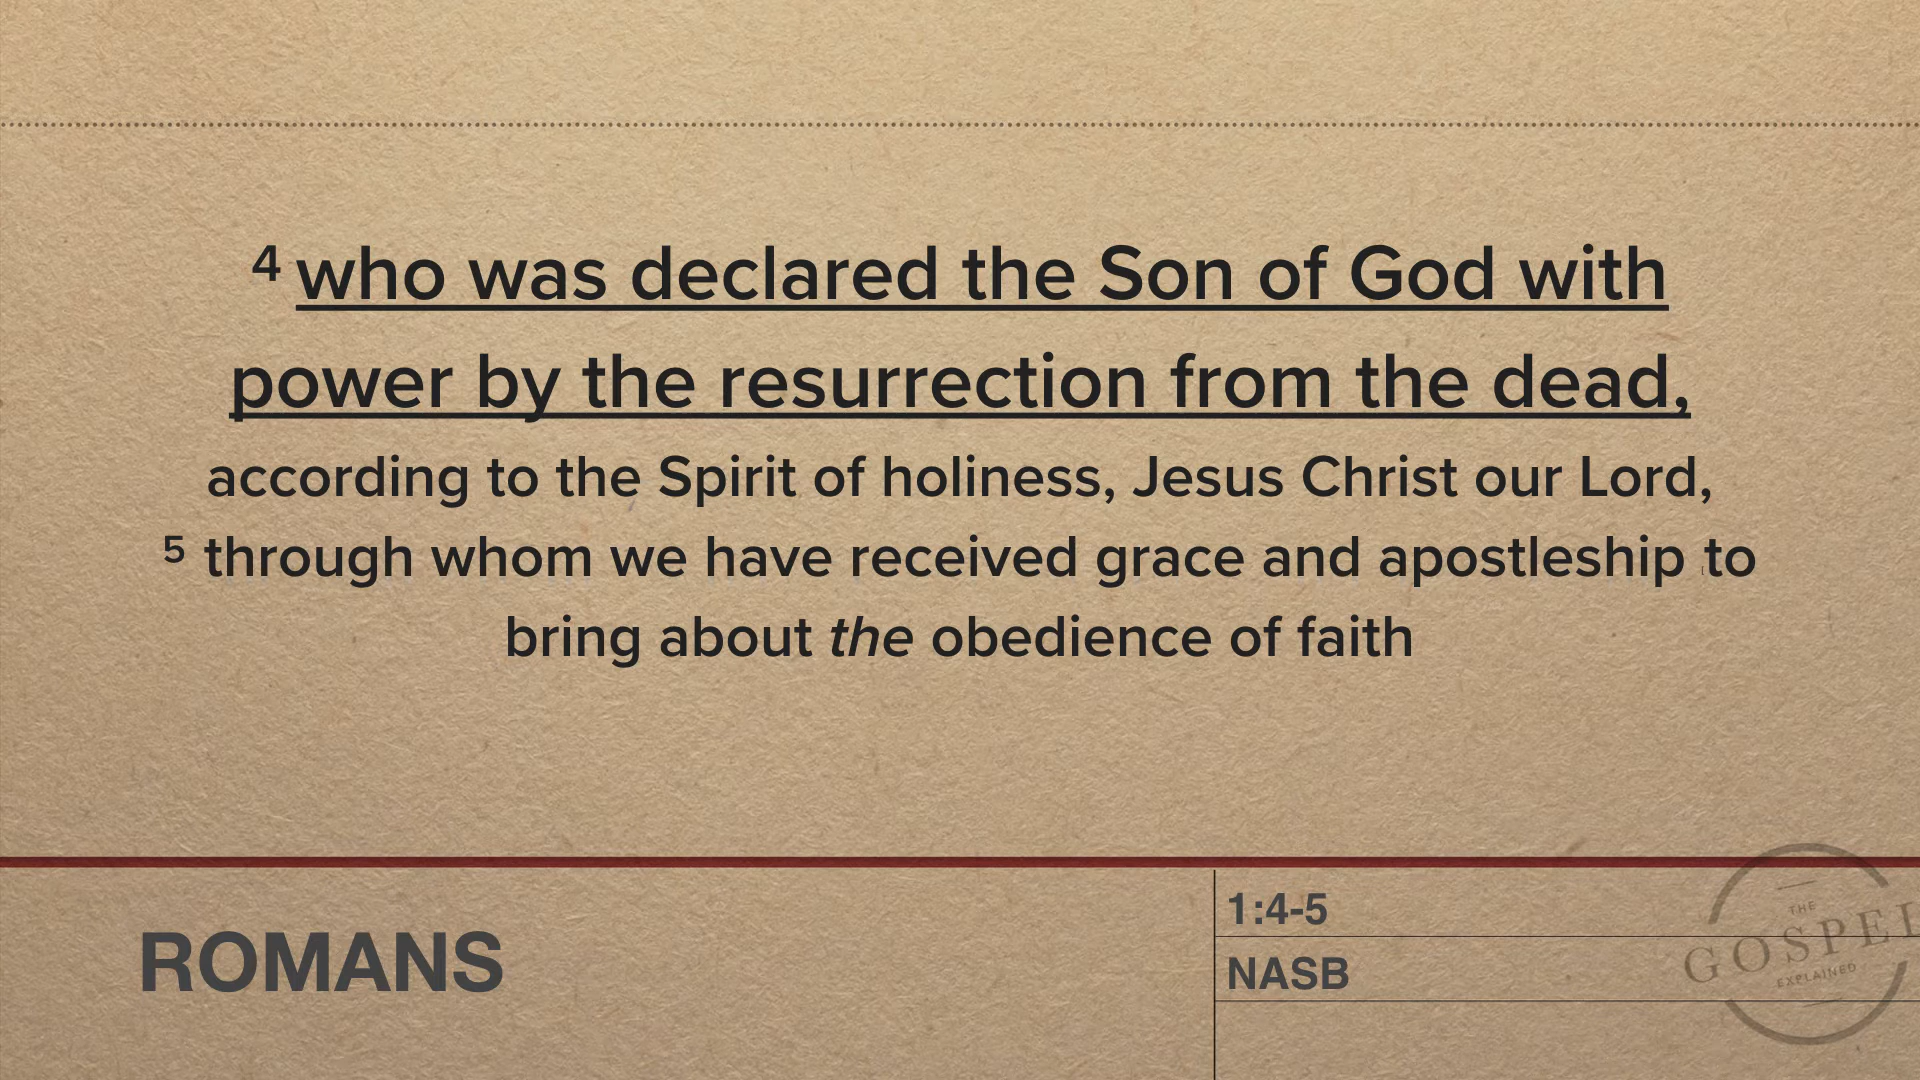 4 who was declared the Son of God with
power by the resurrection from the dead,
according to the Spirit of holiness, Jesus Christ our Lord,
5 through whom we have received grace and apostleship to
bring about the obedience of faith
ROMANS
1:4-5
NASB
THE
GOSPEL
EXPLAINED